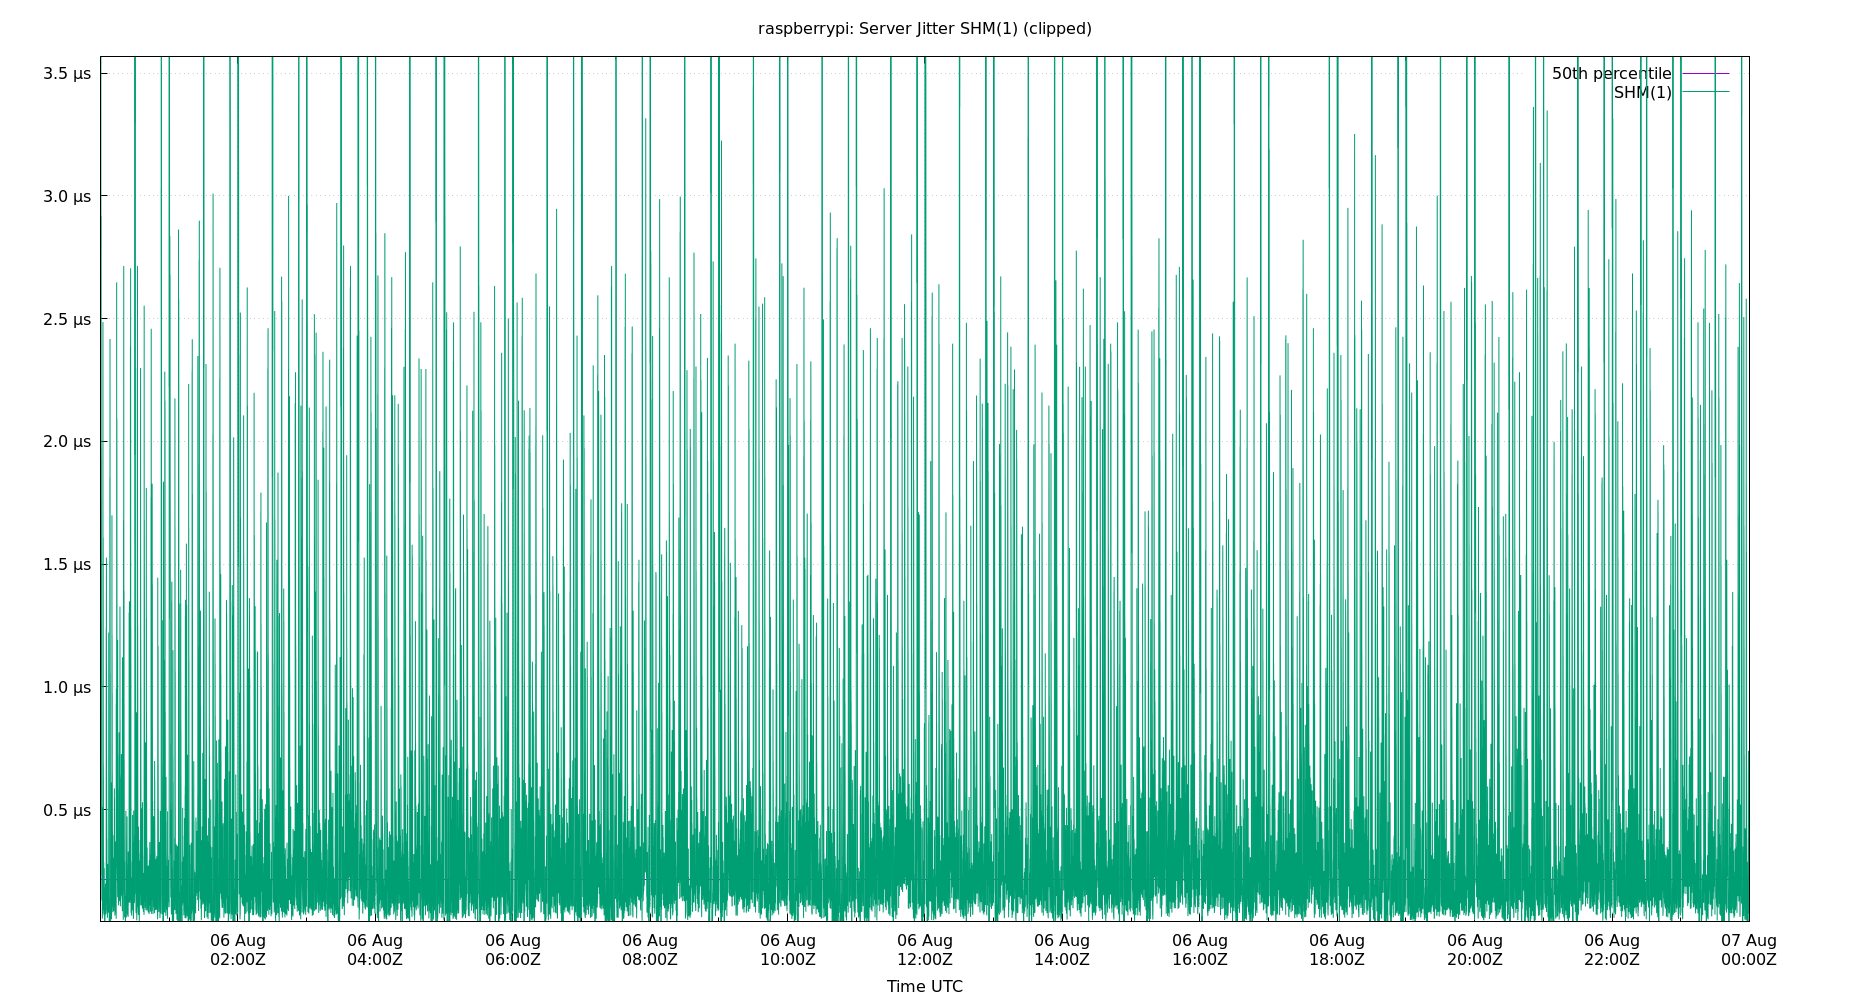 raspberrypi: Server Jitter SHM(1) (clipped)
3.5 µs
3.0 µs
2.5 µs
2.0 µs
1.5 µs
1.0 µs
0.5 µs
50th percentile
SHM(1)
06 Aug 06 Aug 06 Aug 06 Aug 06 Aug 06 Aug 06 Aug 06 Aug 06 Aug 06 Aug 06 Aug 07 Aug
02:00Z 04:00Z 06:00Z 08:00Z 10:00Z 12:00Z 14:00Z 16:00Z 18:00Z 20:00Z 22:00Z 00:00Z
Time UTC